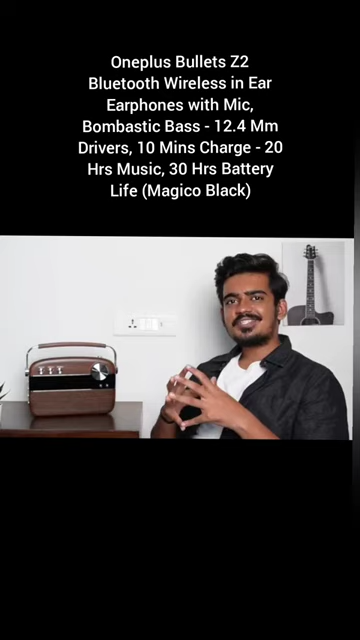 Oneplus Bullets Z2
Bluetooth Wireless in Ear
Earphones with Mic,
Bombastic Bass - 12.4 Mm
Drivers, 10 Mins Charge - 20
Hrs Music, 30 Hrs Battery
Life (Magico Black)